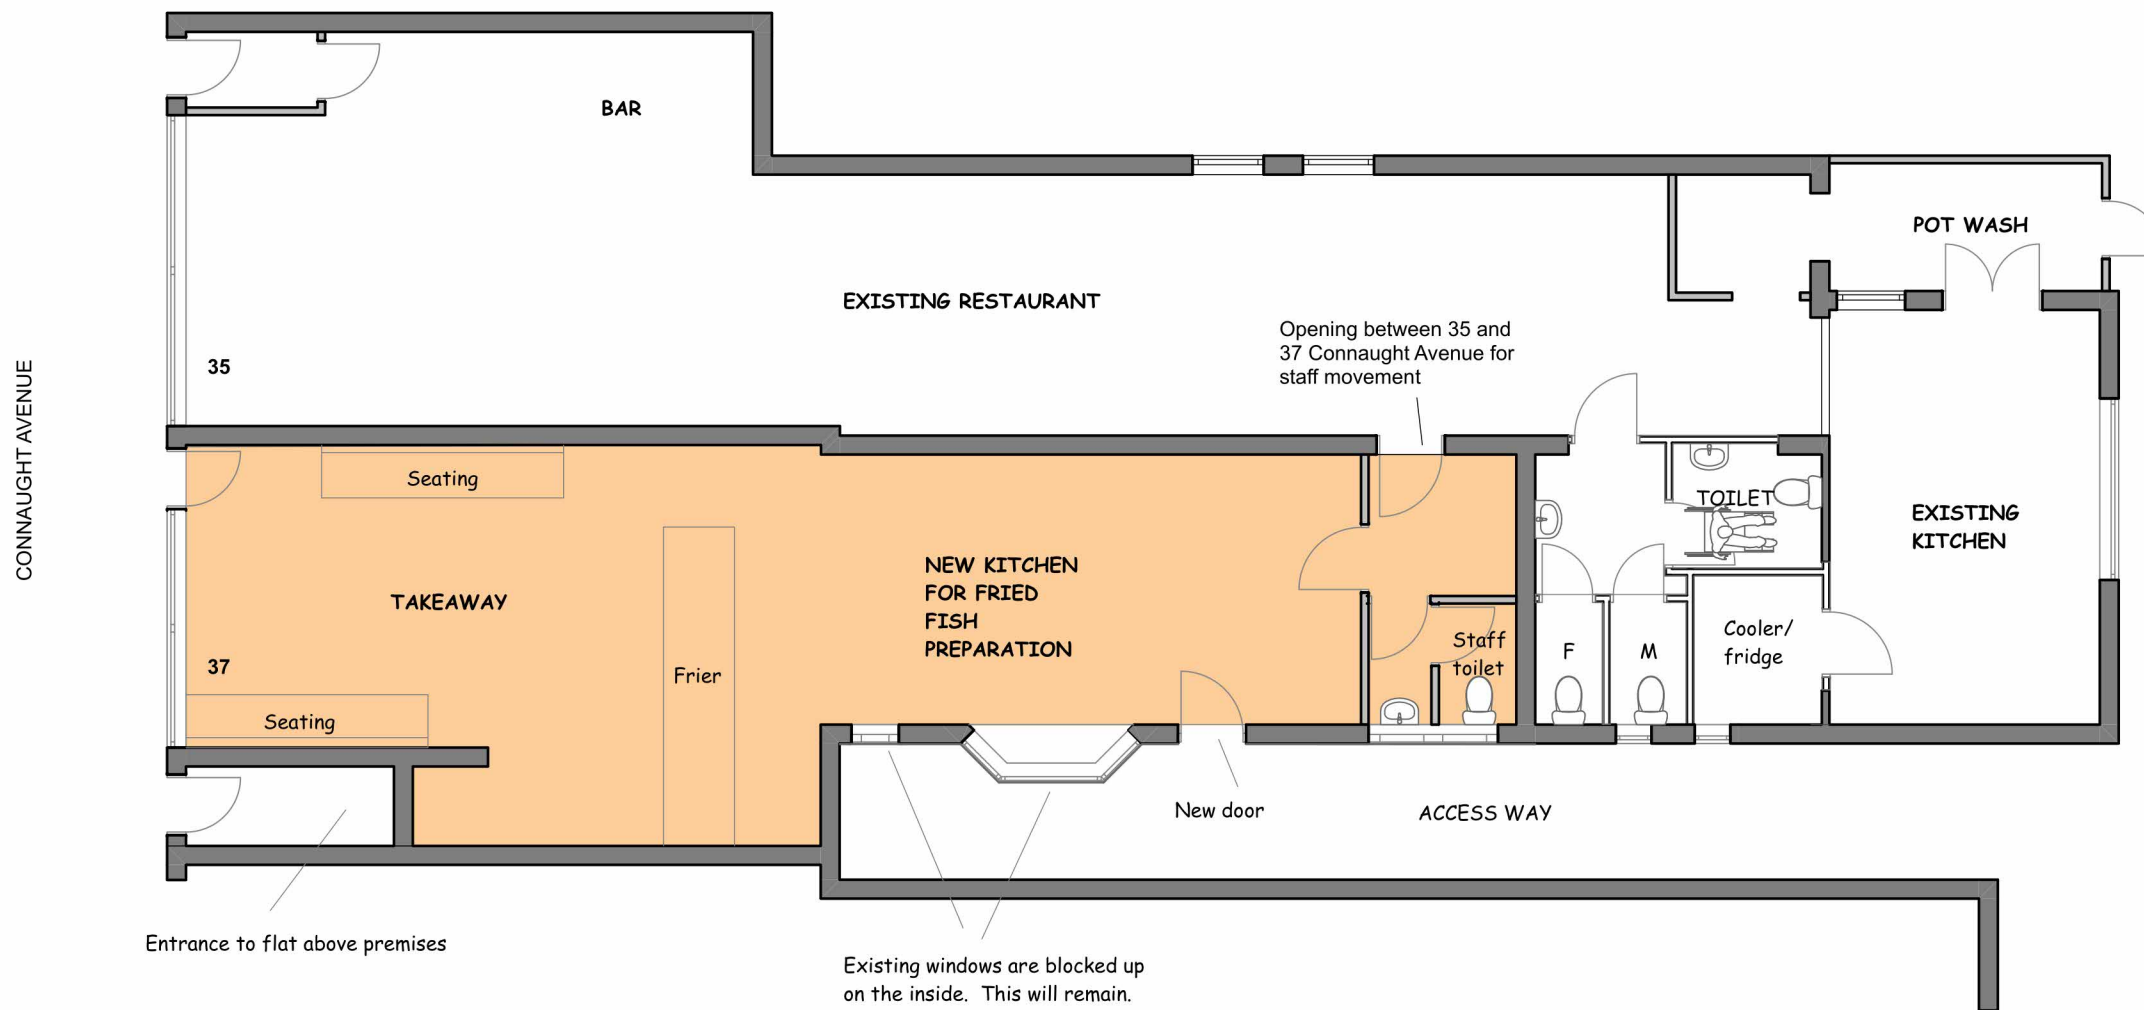 BAR
POT WASH
EXISTING RESTAURANT
Opening between 35 and
37 Connaught Avenue for
staff movement
35
CONNAUGHT AVENUE
Seating
TOILET
EXISTING
KITCHEN
NEW KITCHEN
FOR FRIED
FISH
PREPARATION
TAKEAWAY
Staff
toilet
F
M
Cooler/
fridge
37
Frier
Seating
New door
ACCESS WAY
Entrance to flat above premises
Existing windows are blocked up
on the inside. This will remain.